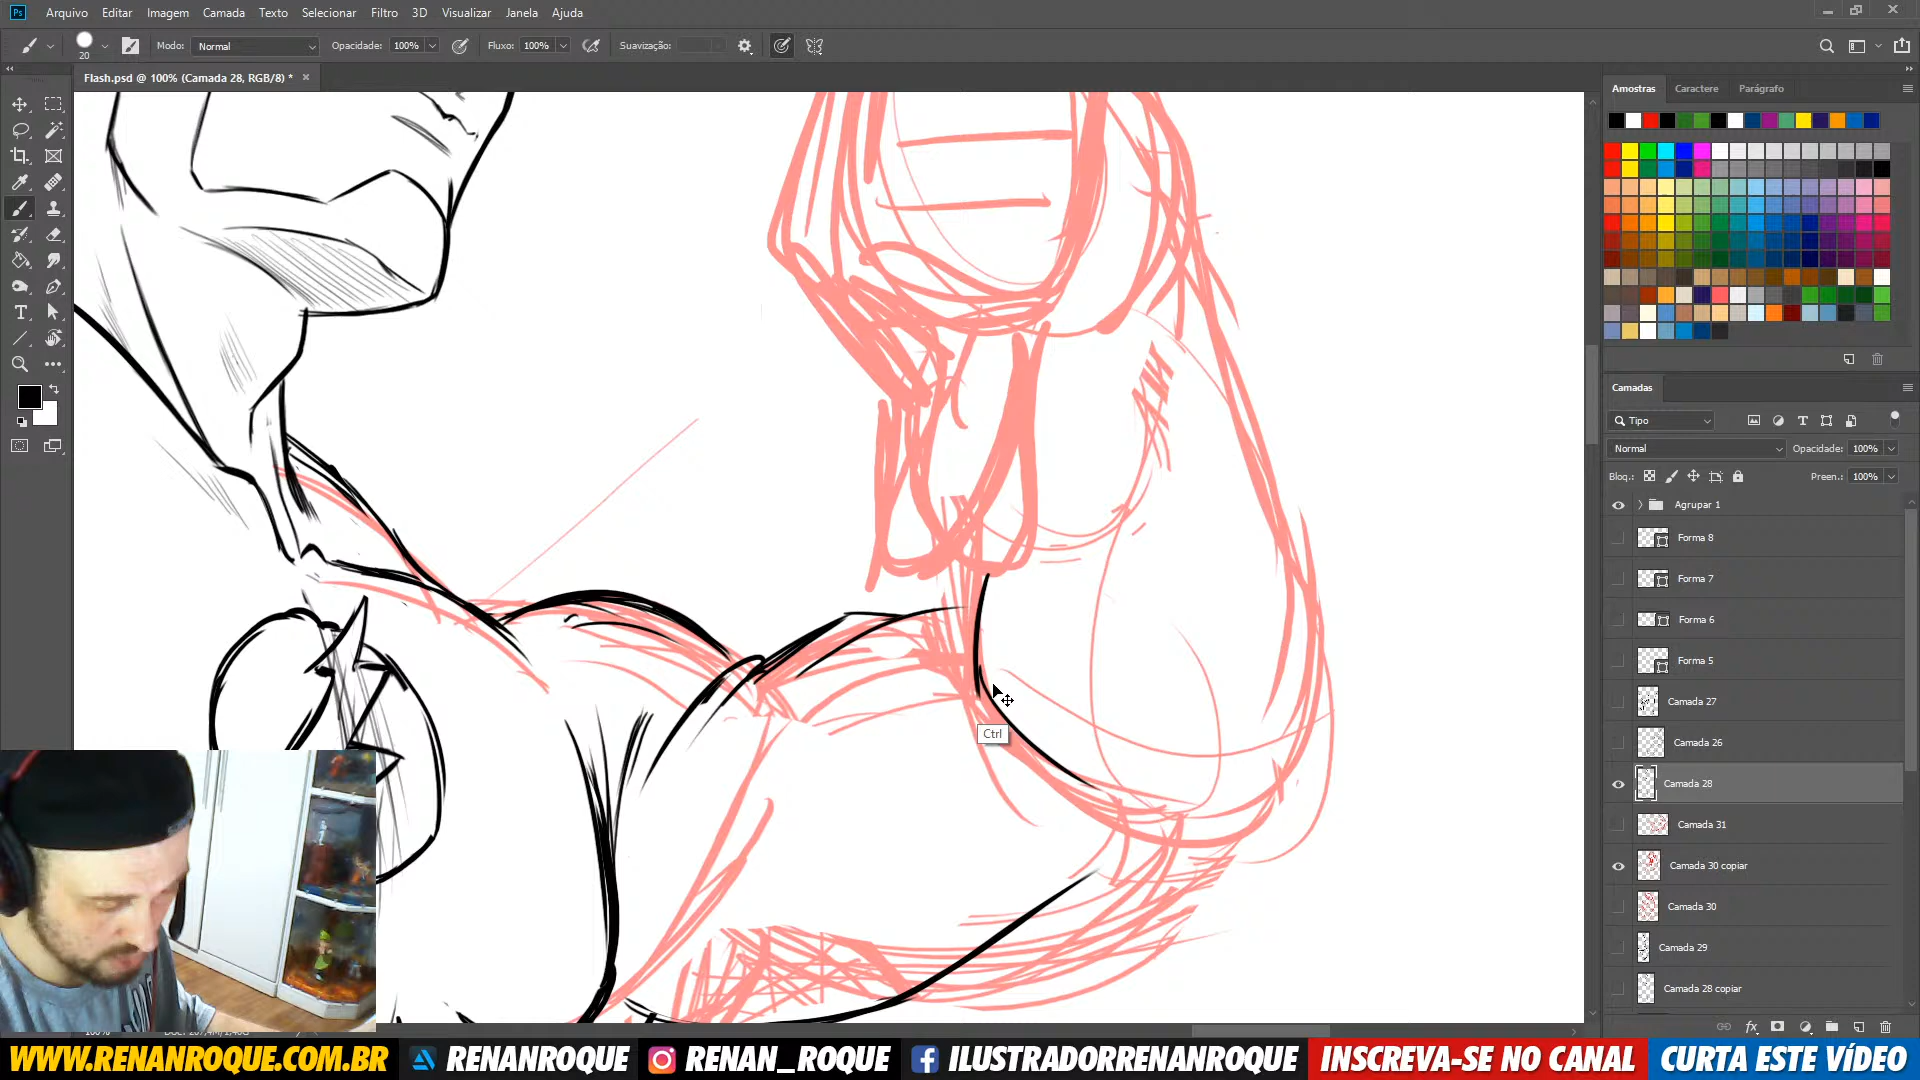 Ps Arquivo Editar Imagem Camada Texto Selecionar Filtro 3D Visualizar Janela Ajuda
20 Modo: Normal Opacidade: 100% Fluxo: 100% Suavização:
Flash.psd @ 100% (Camada 28, RGB/8) * ×
Amostras Caractere Parágrafo
Camadas
Tipo
Normal Opacidade: 100%
Bloq.: Preen.: 100%
Agrupar 1
Forma 8
Forma 7
Forma 6
Forma 5
Camada 27
Camada 26
Camada 28
Camada 31
Camada 30 copiar
Camada 30
Camada 29
Camada 28 copiar
Ctrl
WWW.RENANROQUE.COM.BR RENANROQUE RENAN__ROQUE ILUSTRADORRENANROQUE INSCREVA-SE NO CANAL CURTA ESTE VÍDEO